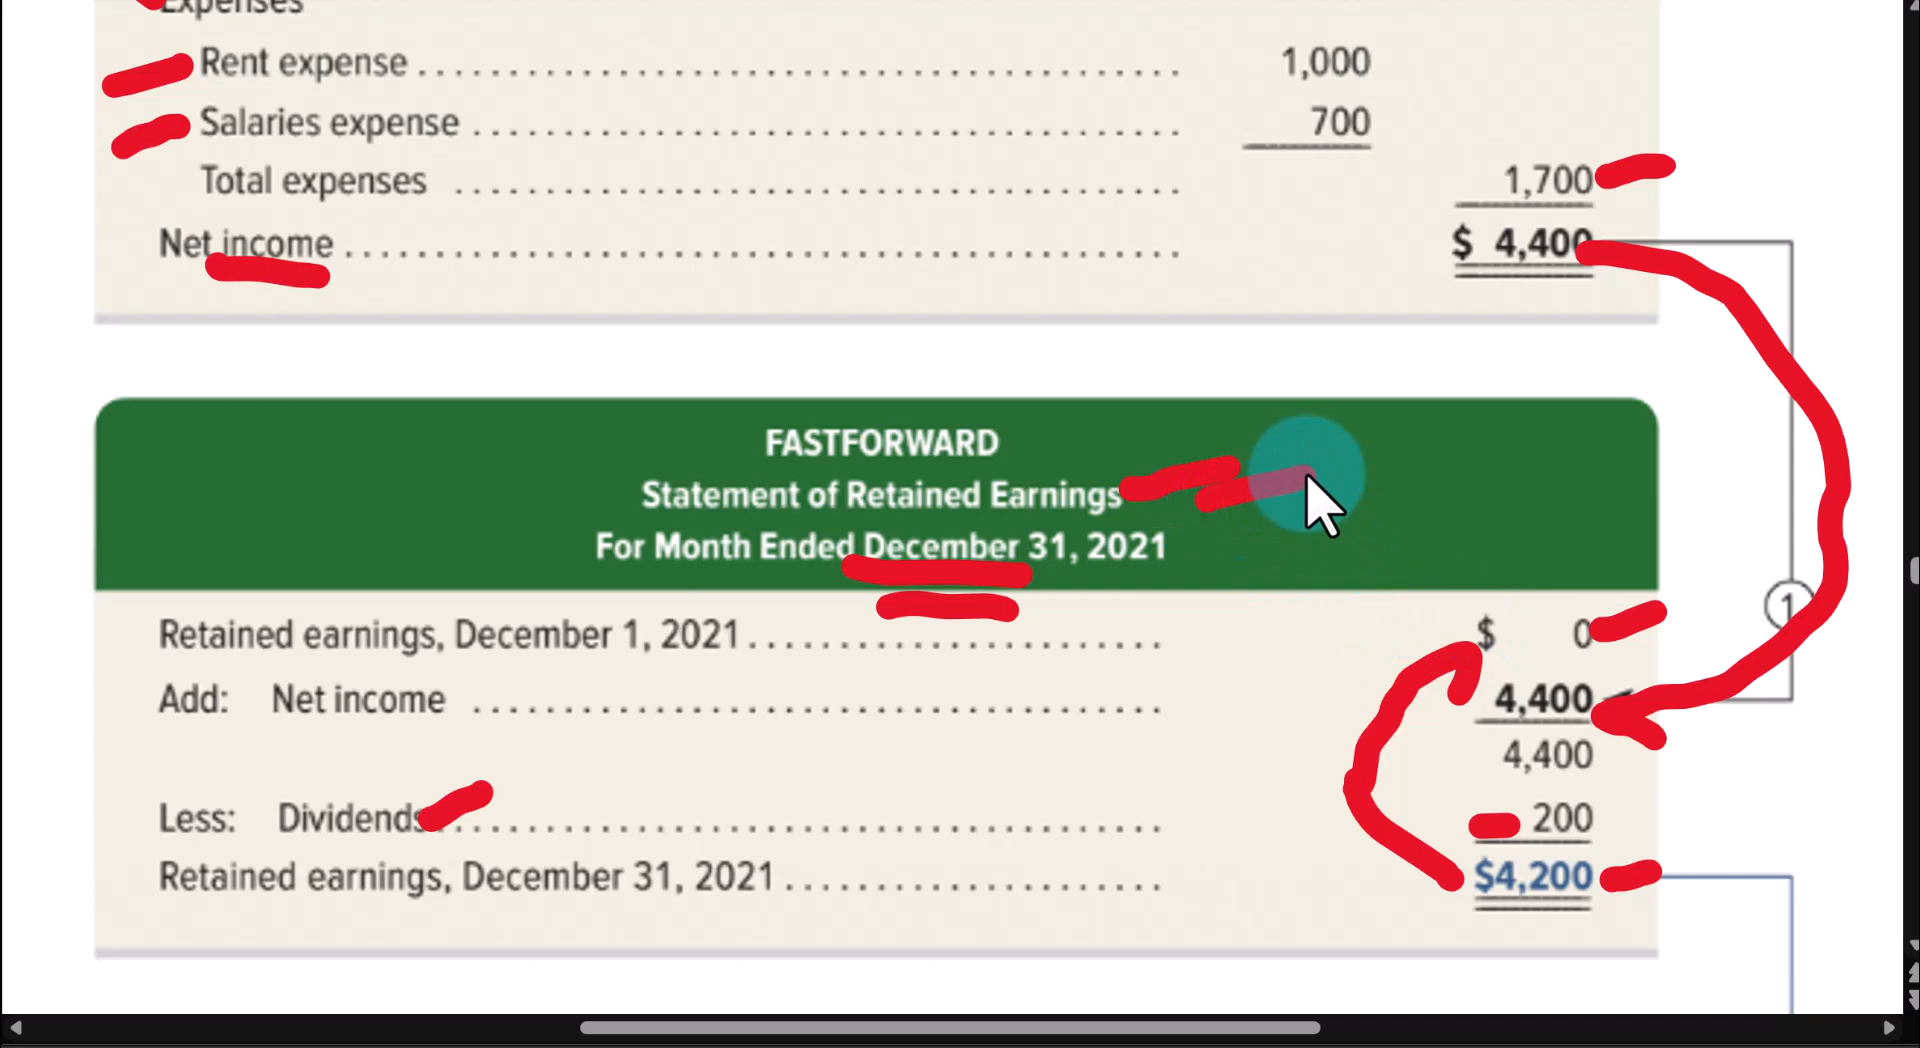 Expenses
Rent expense . . . . . . . . . . . . . . . . . . . . . . . . . . . . . . . . . . 1,000
Salaries expense . . . . . . . . . . . . . . . . . . . . . . . . . . . . . . . . 700
Total expenses . . . . . . . . . . . . . . . . . . . . . . . . . . . . . . . . 1,700
Net income . . . . . . . . . . . . . . . . . . . . . . . . . . . . . . . . . . . . . $ 4,400
FASTFORWARD
Statement of Retained Earnings
For Month Ended December 31, 2021
Retained earnings, December 1, 2021 . . . . . . . . . . . . . . . . . . . $ 0
1
Add: Net income . . . . . . . . . . . . . . . . . . . . . . . . . . . . . . . 4,400
4,400
Less: Dividends . . . . . . . . . . . . . . . . . . . . . . . . . . . . . . . . 200
Retained earnings, December 31, 2021 . . . . . . . . . . . . . . . . . $4,200